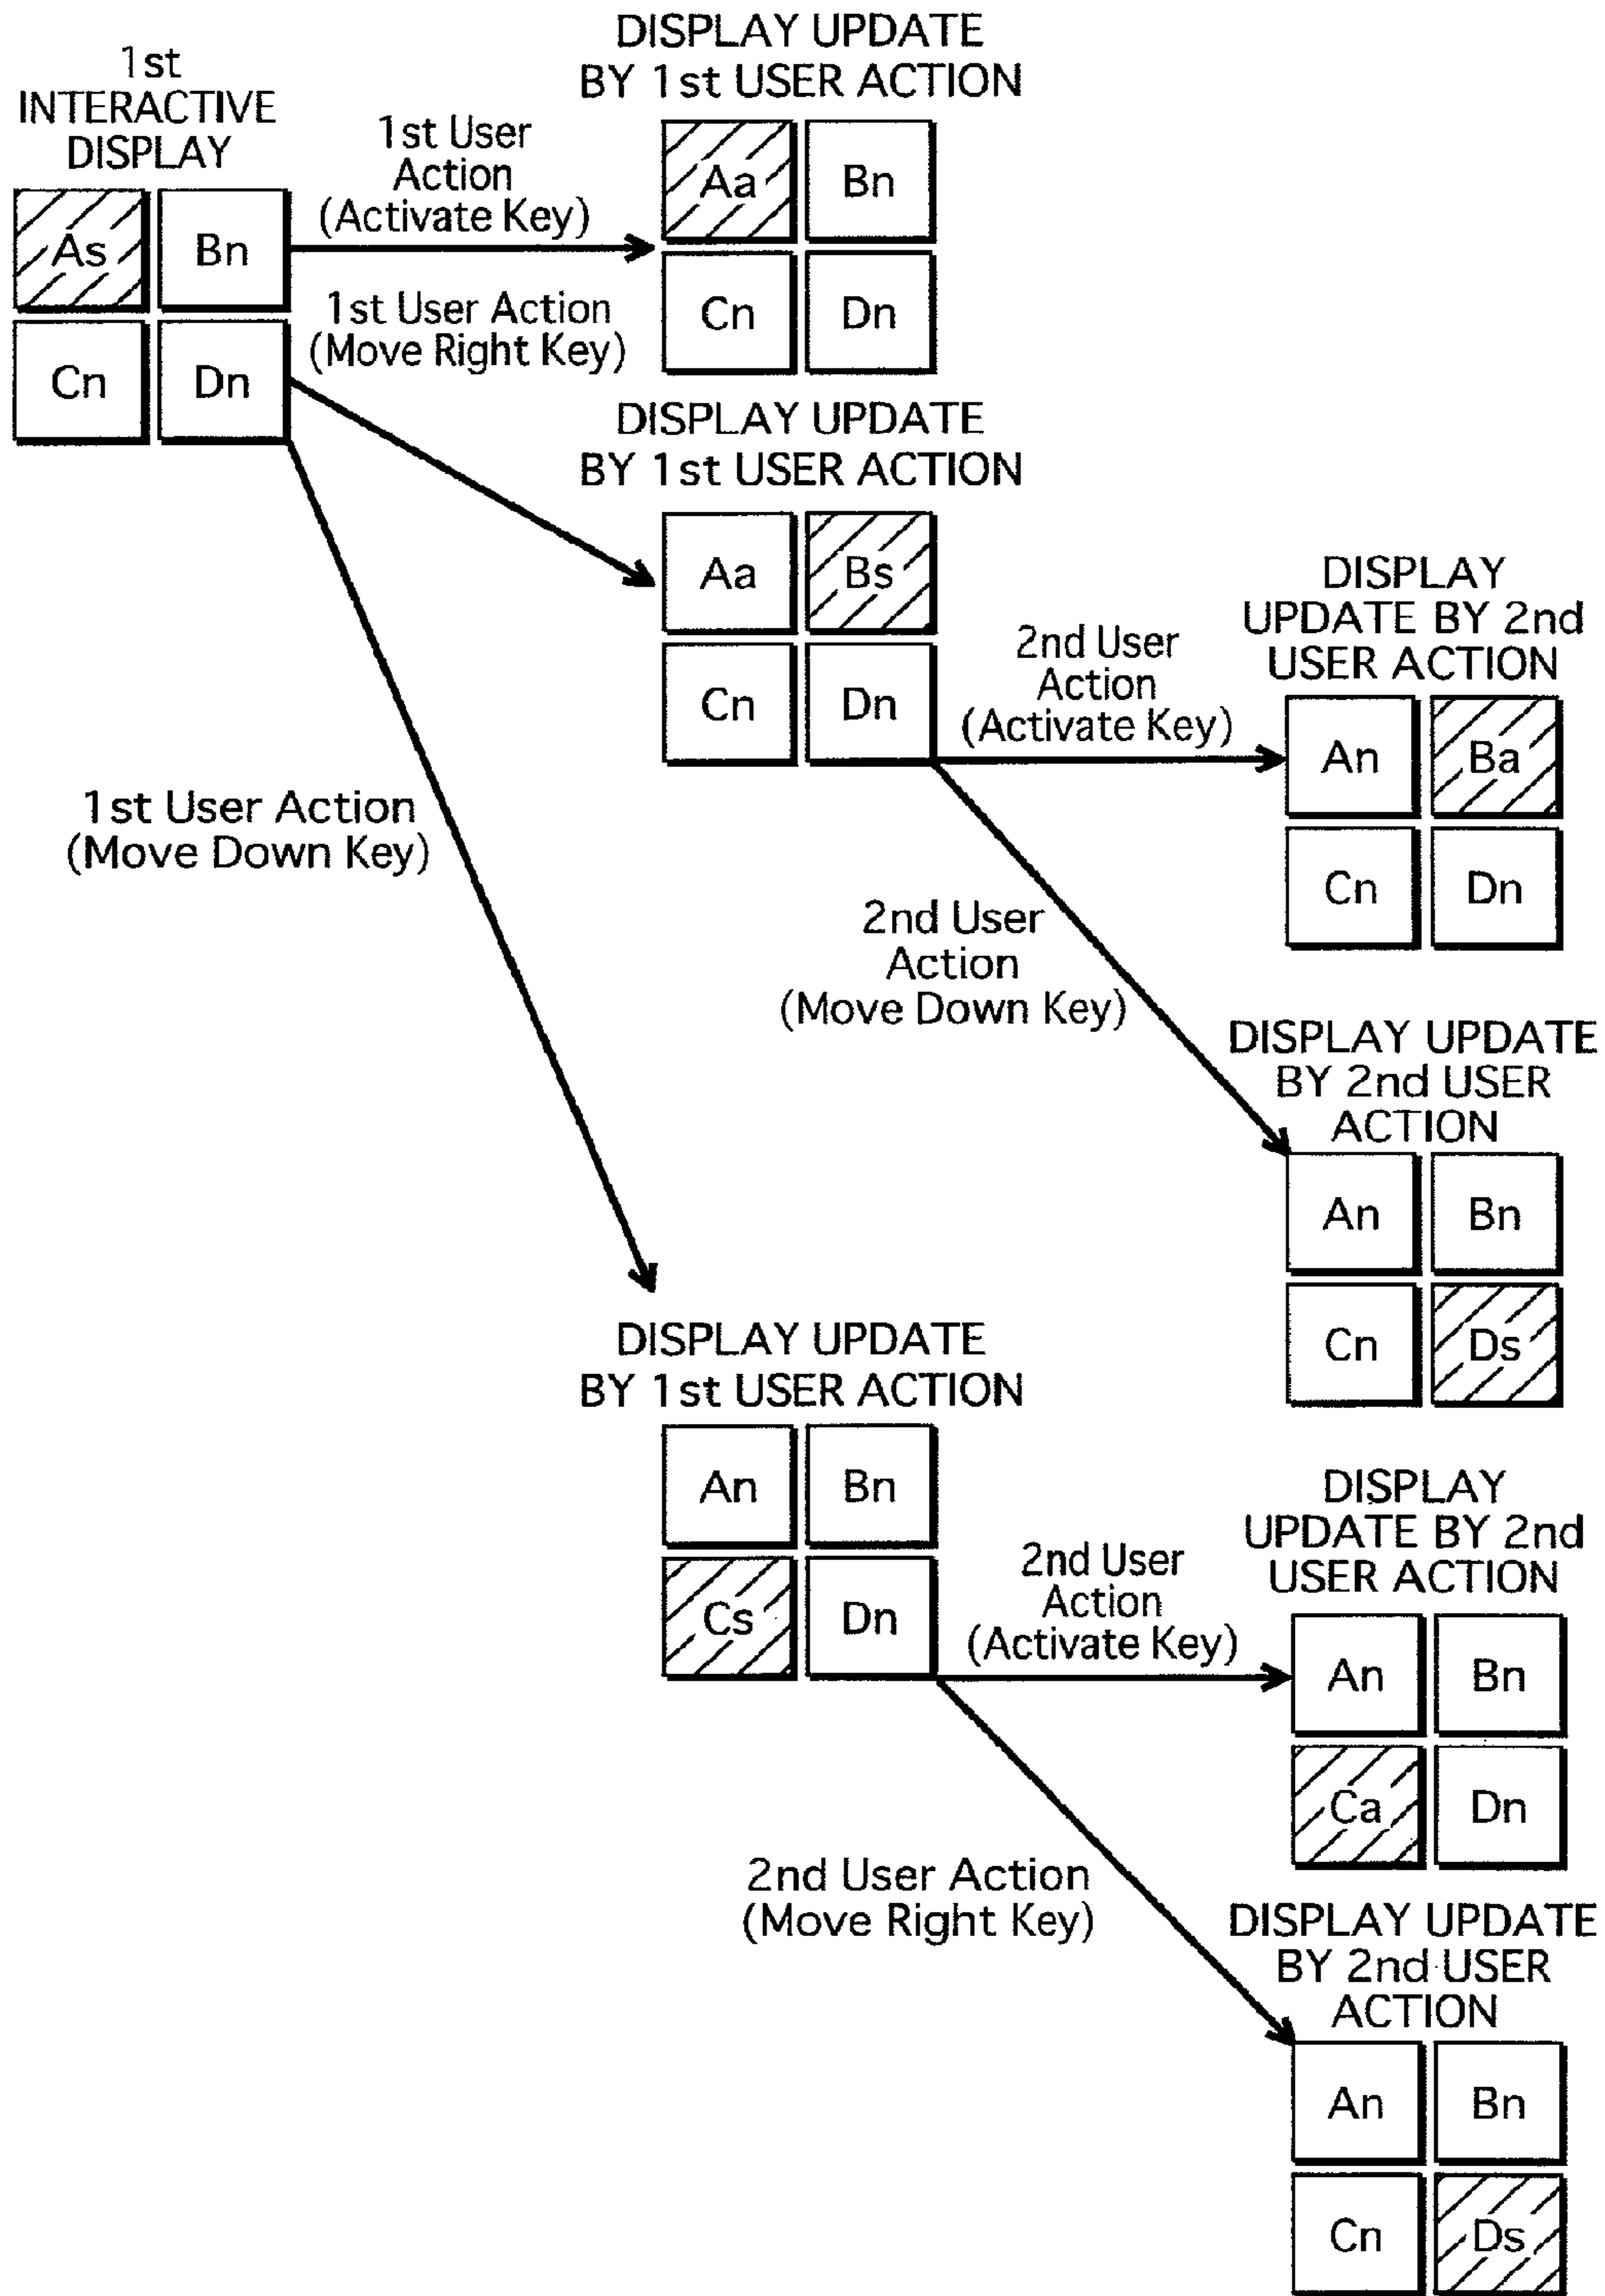 1st
INTERACTIVE
DISPLAY
As Bn
Cn Dn
1st User
Action
(Activate Key)
DISPLAY UPDATE
BY 1st USER ACTION
Aa Bn
Cn Dn
1st User Action
(Move Right Key)
DISPLAY UPDATE
BY 1st USER ACTION
Aa Bs
Cn Dn
2nd User
Action
(Activate Key)
DISPLAY
UPDATE BY 2nd
USER ACTION
An Ba
Cn Dn
2nd User
Action
(Move Down Key)
DISPLAY UPDATE
BY 2nd USER
ACTION
An Bn
Cn Ds
1st User Action
(Move Down Key)
DISPLAY UPDATE
BY 1st USER ACTION
An Bn
Cs Dn
2nd User
Action
(Activate Key)
DISPLAY
UPDATE BY 2nd
USER ACTION
An Bn
Ca Dn
2nd User Action
(Move Right Key)
DISPLAY UPDATE
BY 2nd USER
ACTION
An Bn
Cn Ds